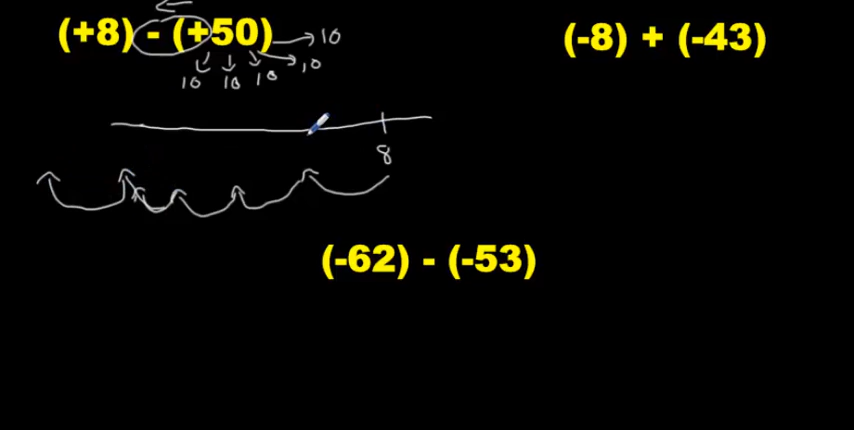 (+8) - (+50) → 10
(-8) + (-43)
10 10 10 10
8
(-62) - (-53)